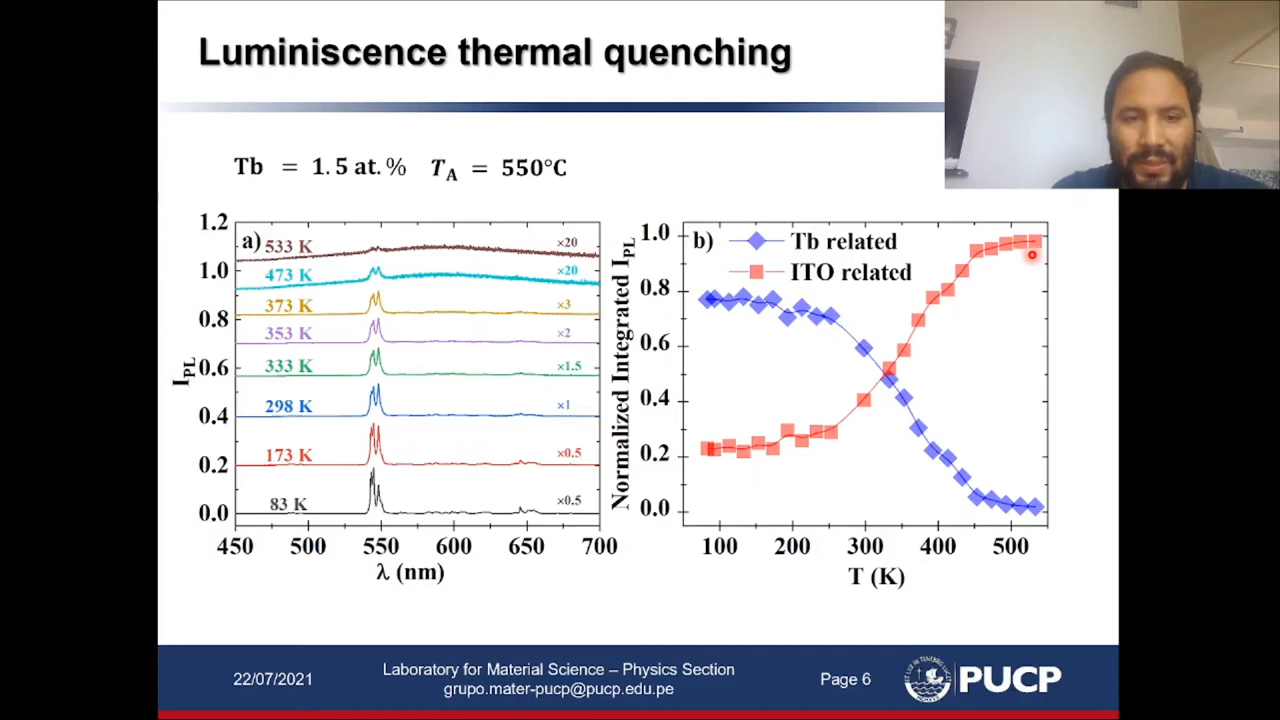 Luminiscence thermal quenching
Tb = 1.5 at.% T_A = 550°C
1.2
1.0
0.8
0.6
0.4
0.2
0.0
I_PL
a)
533 K ×20
473 K ×20
373 K ×3
353 K ×2
333 K ×1.5
298 K ×1
173 K ×0.5
83 K ×0.5
450 500 550 600 650 700
λ (nm)
Normalized Integrated I_PL
1.0
0.8
0.6
0.4
0.2
0.0
b)
Tb related
ITO related
100 200 300 400 500
T (K)
22/07/2021
Laboratory for Material Science – Physics Section
grupo.mater-pucp@pucp.edu.pe
Page 6
PUCP